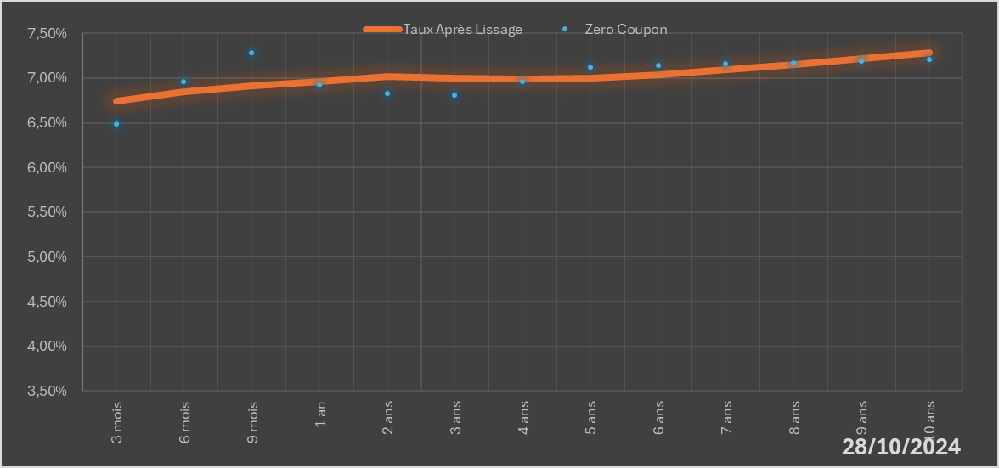 Taux Après Lissage
Zero Coupon
7,50%
7,00%
6,50%
6,00%
5,50%
5,00%
4,50%
4,00%
3,50%
3 mois
6 mois
9 mois
1 an
2 ans
3 ans
4 ans
5 ans
6 ans
7 ans
8 ans
9 ans
10 ans
28/10/2024